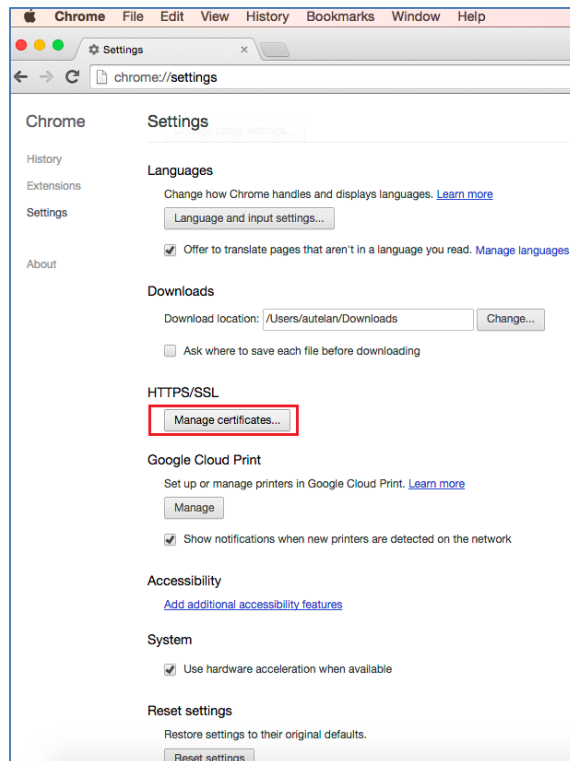 Chrome File Edit View History Bookmarks Window Help
Settings ×
chrome://settings
Chrome
History
Extensions
Settings
About
Settings
Change proxy settings...
Languages
Change how Chrome handles and displays languages. Learn more
Language and input settings...
Offer to translate pages that aren't in a language you read. Manage languages
Downloads
Download location: /Users/autelan/Downloads Change...
Ask where to save each file before downloading
HTTPS/SSL
Manage certificates...
Google Cloud Print
Set up or manage printers in Google Cloud Print. Learn more
Manage
Show notifications when new printers are detected on the network
Accessibility
Add additional accessibility features
System
Use hardware acceleration when available
Reset settings
Restore settings to their original defaults.
Reset settings